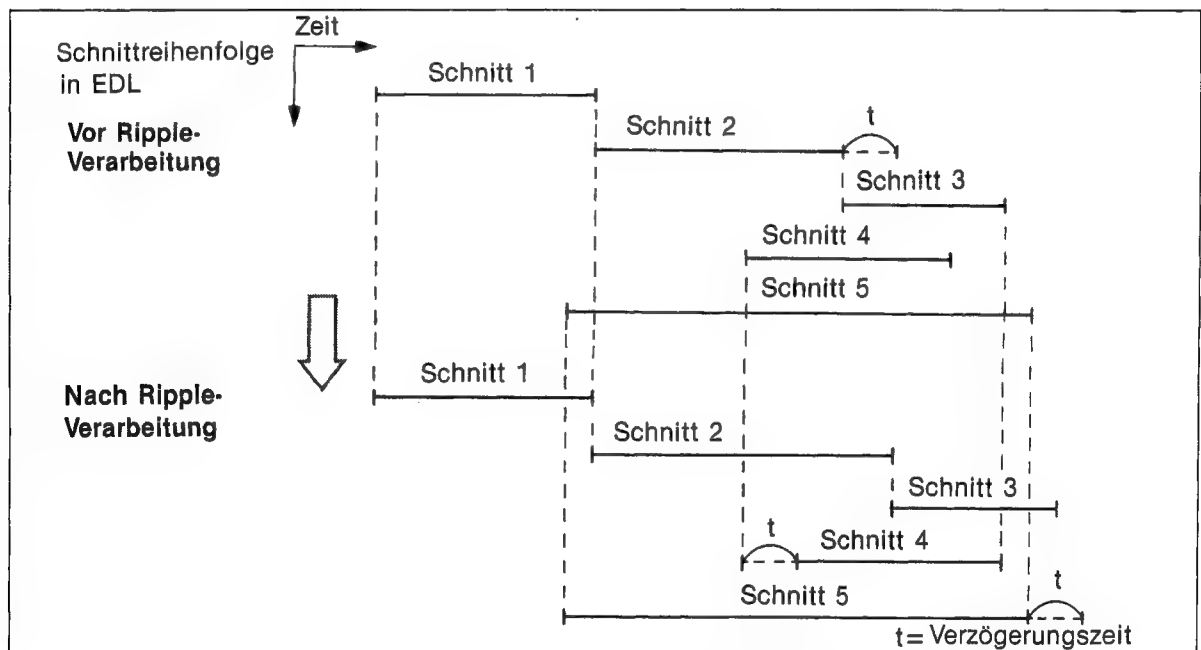 Zeit
Schnittreihenfolge
in EDL
Schnitt 1
Vor Ripple-
Verarbeitung
Schnitt 2
t
Schnitt 3
Schnitt 4
Schnitt 5
Nach Ripple-
Verarbeitung
Schnitt 1
Schnitt 2
Schnitt 3
t
Schnitt 4
t
Schnitt 5
t= Verzögerungszeit